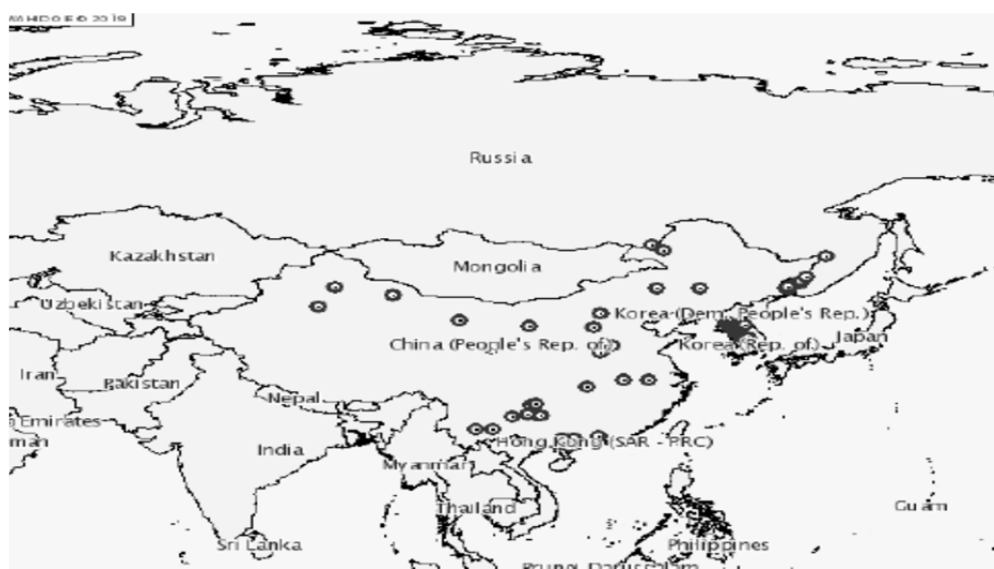 Russia
Kazakhstan
Mongolia
Uzbekistan
Korea (Dem. People's Rep.)
China (People's Rep. of)
Korea (Rep. of)
Japan
Iran
Pakistan
Nepal
Emirates
India
Hong Kong (SAR - PRC)
Myanmar
Thailand
Guam
Sri Lanka
Philippines